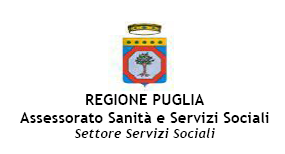 REGIONE PUGLIA
Assessorato Sanità e Servizi Sociali
Settore Servizi Sociali